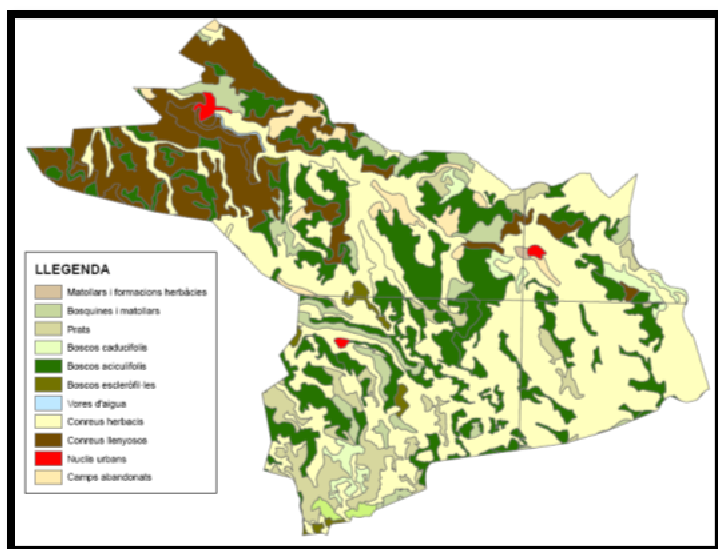 LLEGENDA
Matollars i formacions herbàcies
Bosquines i matollars
Prats
Boscos caducifolis
Boscos aciculifolis
Boscos escleròfil·les
Vores d'aigua
Conreus herbacis
Conreus llenyosos
Nuclis urbans
Camps abandonats